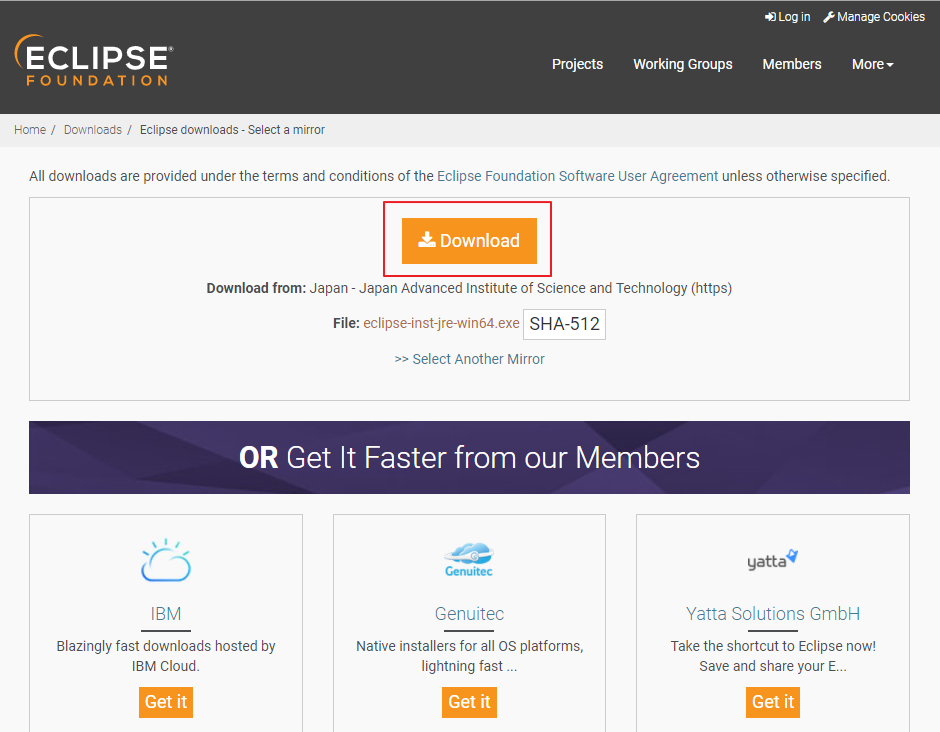 Log in Manage Cookies
ECLIPSE®
FOUNDATION
Projects Working Groups Members More
Home / Downloads / Eclipse downloads - Select a mirror
All downloads are provided under the terms and conditions of the Eclipse Foundation Software User Agreement unless otherwise specified.
Download
Download from: Japan - Japan Advanced Institute of Science and Technology (https)
File: eclipse-inst-jre-win64.exe SHA-512
>> Select Another Mirror
OR Get It Faster from our Members
Genuitec
yatta
IBM
Genuitec
Yatta Solutions GmbH
Blazingly fast downloads hosted by
IBM Cloud.
Native installers for all OS platforms,
lightning fast ...
Take the shortcut to Eclipse now!
Save and share your E...
Get it
Get it
Get it